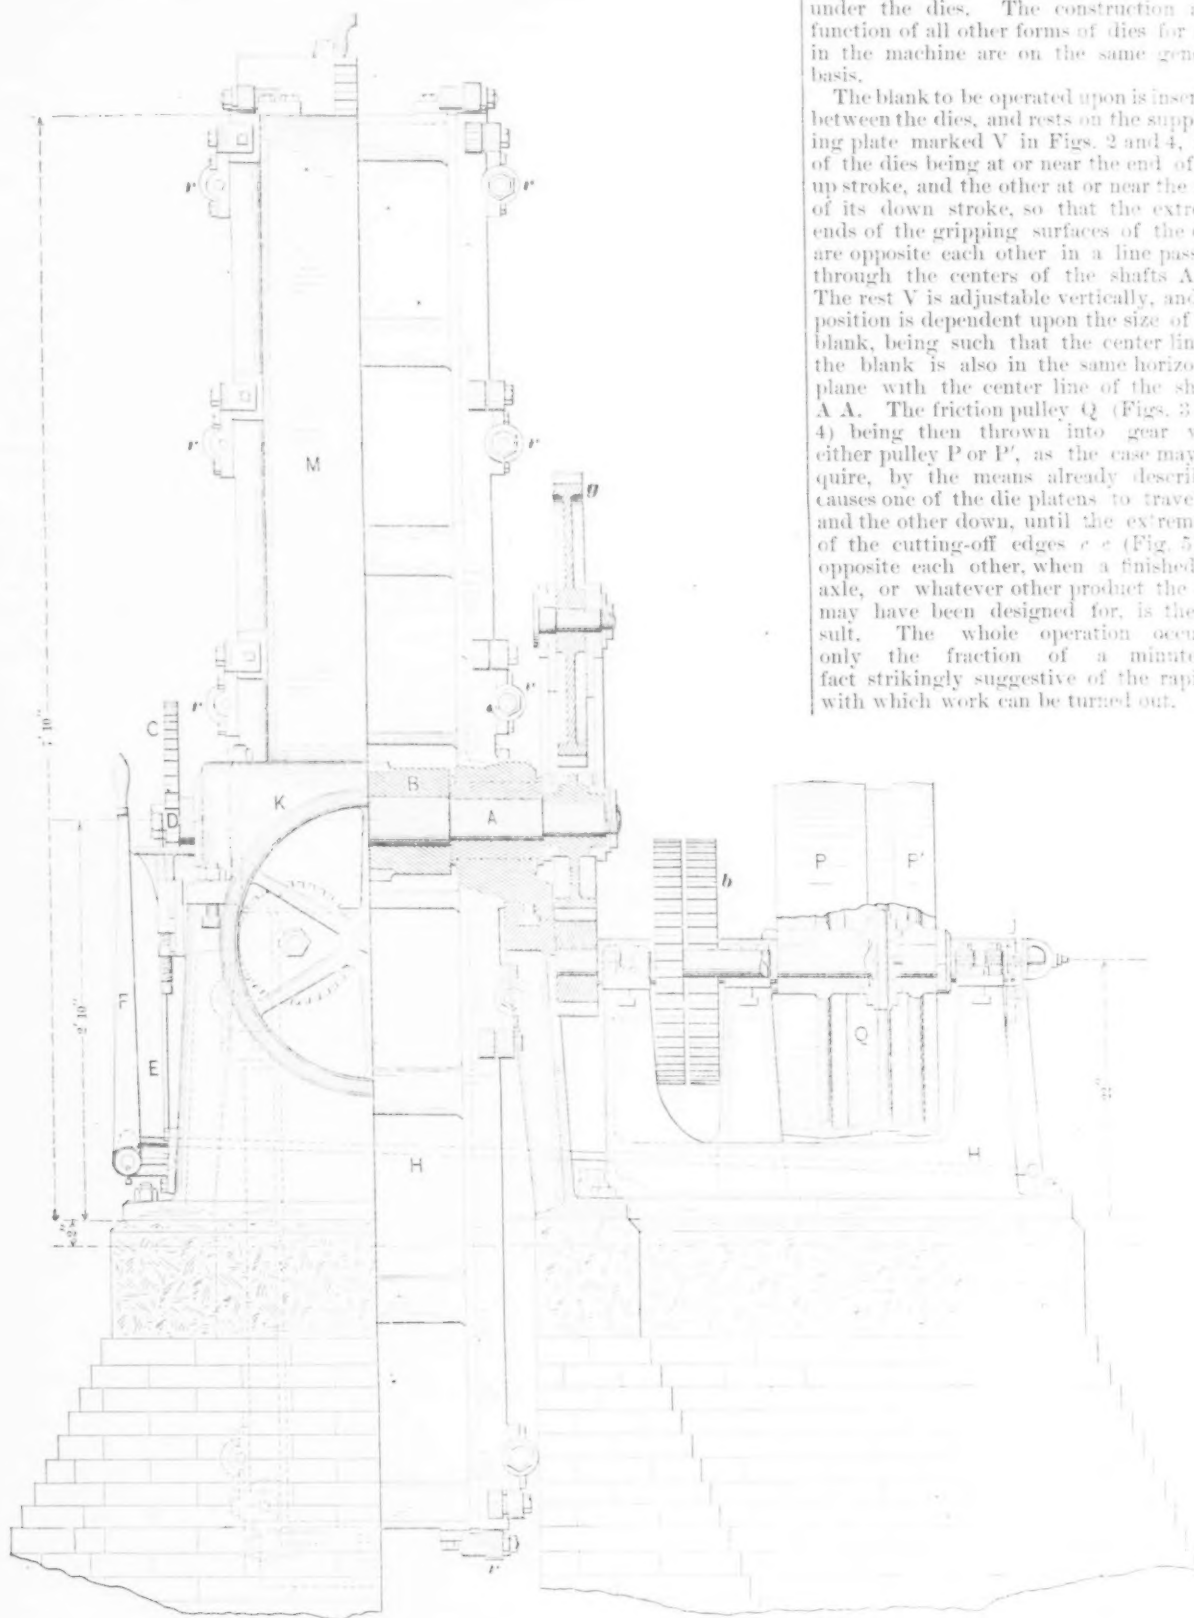 under the dies. The construction
function of all other forms of dies for
in the machine are on the same gene
basis.
The blank to be operated upon is inser
between the dies, and rests on the supp
ing plate marked V in Figs. 2 and 4,
of the dies being at or near the end of
up stroke, and the other at or near the
of its down stroke, so that the extre
ends of the gripping surfaces of the
are opposite each other in a line pass
through the centers of the shafts A
The rest V is adjustable vertically, and
position is dependent upon the size of
blank, being such that the center lin
the blank is also in the same horizo
plane with the center line of the sh
A A. The friction pulley Q (Figs. 3
4) being then thrown into gear
either pulley P or P', as the case may
quire, by the means already descri
causes one of the die platens to trave
and the other down, until the extrem
of the cutting-off edges e e (Fig. 5
opposite each other, when a finished
axle, or whatever other product the
may have been designed for, is the
sult. The whole operation occu
only the fraction of a minute
fact strikingly suggestive of the rapi
with which work can be turned out.
r
r
r
r
M
g
r
r
7' 10"
C
K
B
D
A
P
P'
b
2' 10"
F
Q
E
H
H
2"
r